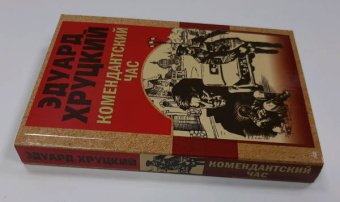 ЭДУАРД
ХРУЦКИЙ
КОМЕНДАНТСКИЙ
ЧАС
ЭДУАРД ХРУЦКИЙ
КОМЕНДАНТСКИЙ
ЧАС